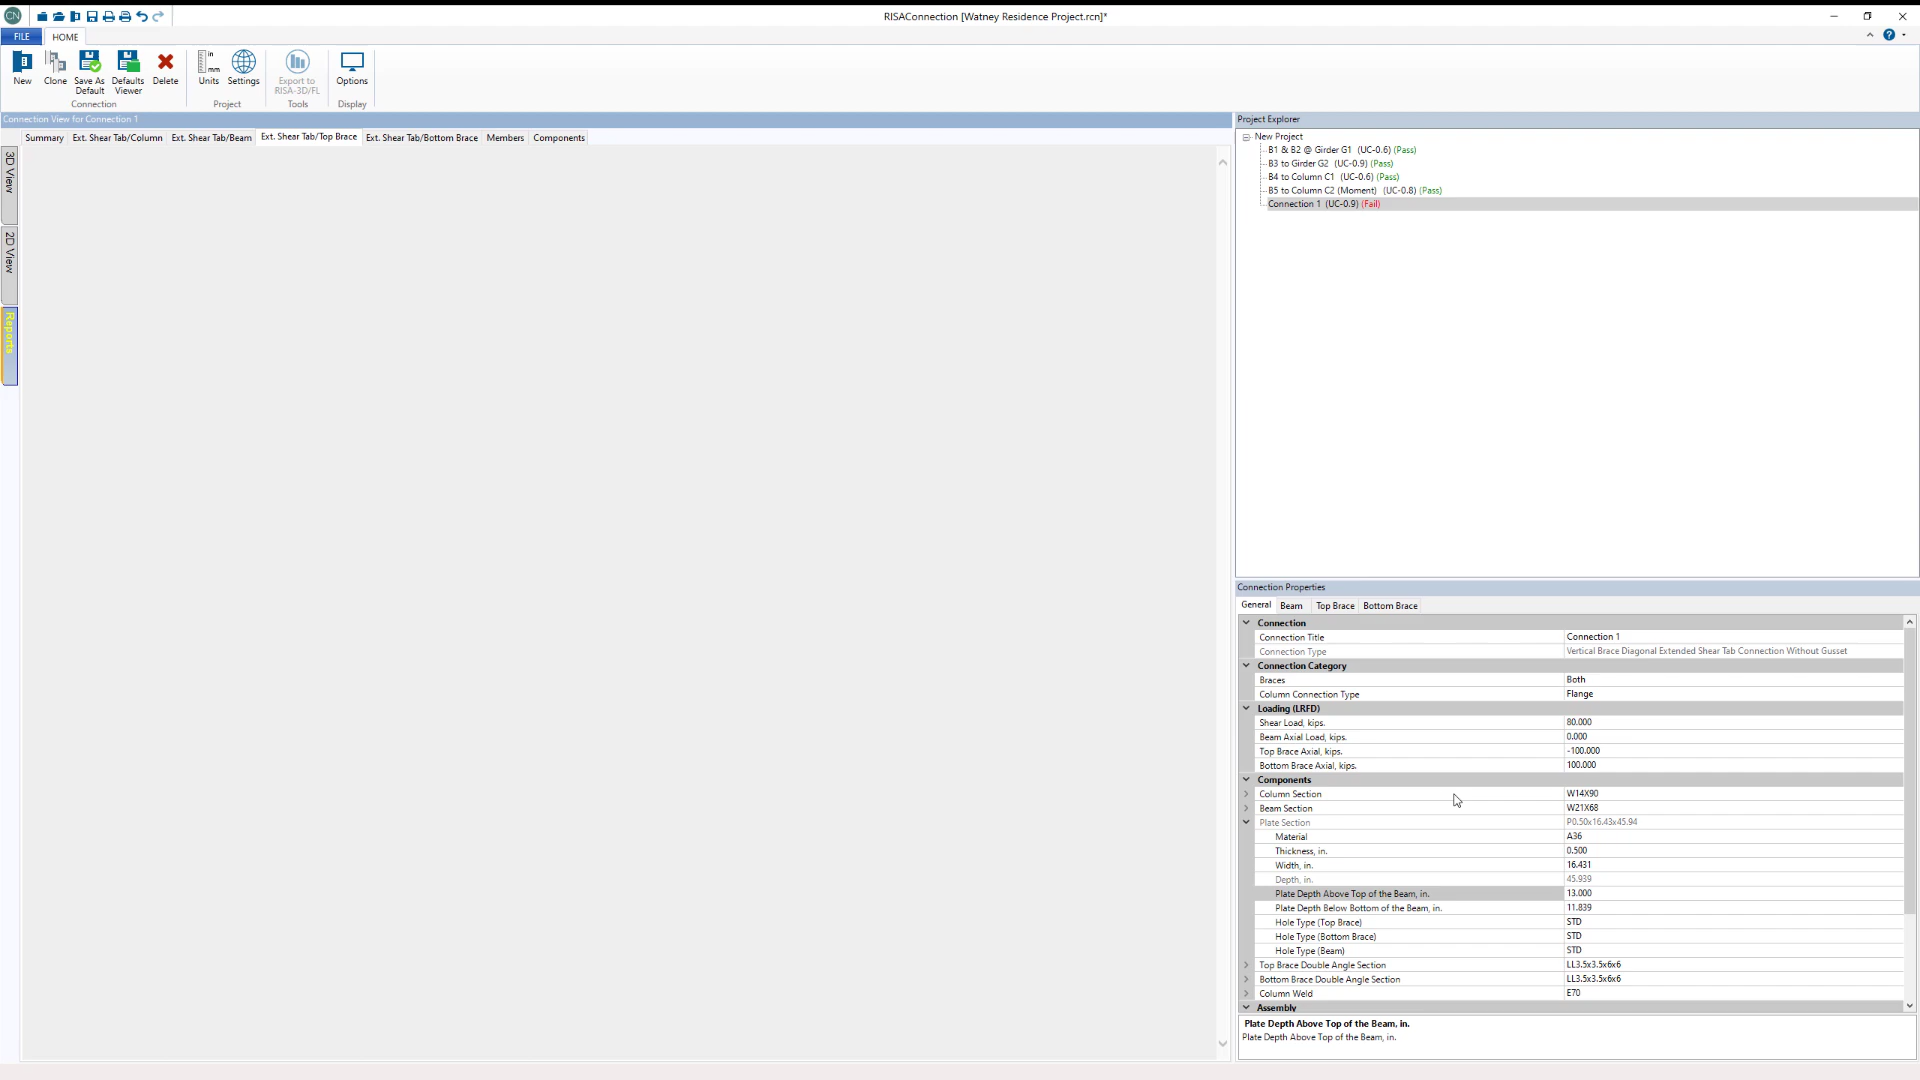 CN
RISAConnection [Watney Residence Project.rcn]*
FILE
HOME
New
Clone
Save As
Default
Defaults
Viewer
Delete
Connection
in
mm
Units
Settings
Project
Export to
RISA-3D/FL
Tools
Options
Display
Connection View for Connection 1
Summary
Ext. Shear Tab/Column
Ext. Shear Tab/Beam
Ext. Shear Tab/Top Brace
Ext. Shear Tab/Bottom Brace
Members
Components
3D View
2D View
Reports
Project Explorer
New Project
B1 & B2 @ Girder G1 (UC-0.6) (Pass)
B3 to Girder G2 (UC-0.9) (Pass)
B4 to Column C1 (UC-0.6) (Pass)
B5 to Column C2 (Moment) (UC-0.8) (Pass)
Connection 1 (UC-0.9) (Fail)
Connection Properties
General
Beam
Top Brace
Bottom Brace
Connection
Connection Title Connection 1
Connection Type Vertical Brace Diagonal Extended Shear Tab Connection Without Gusset
Connection Category
Braces Both
Column Connection Type Flange
Loading (LRFD)
Shear Load, kips. 80.000
Beam Axial Load, kips. 0.000
Top Brace Axial, kips. -100.000
Bottom Brace Axial, kips. 100.000
Components
Column Section W14X90
Beam Section W21X68
Plate Section P0.50x16.43x45.94
Material A36
Thickness, in. 0.500
Width, in. 16.431
Depth, in. 45.939
Plate Depth Above Top of the Beam, in. 13.000
Plate Depth Below Bottom of the Beam, in. 11.839
Hole Type (Top Brace) STD
Hole Type (Bottom Brace) STD
Hole Type (Beam) STD
Top Brace Double Angle Section LL3.5x3.5x6x6
Bottom Brace Double Angle Section LL3.5x3.5x6x6
Column Weld E70
Assembly
Plate Depth Above Top of the Beam, in.
Plate Depth Above Top of the Beam, in.